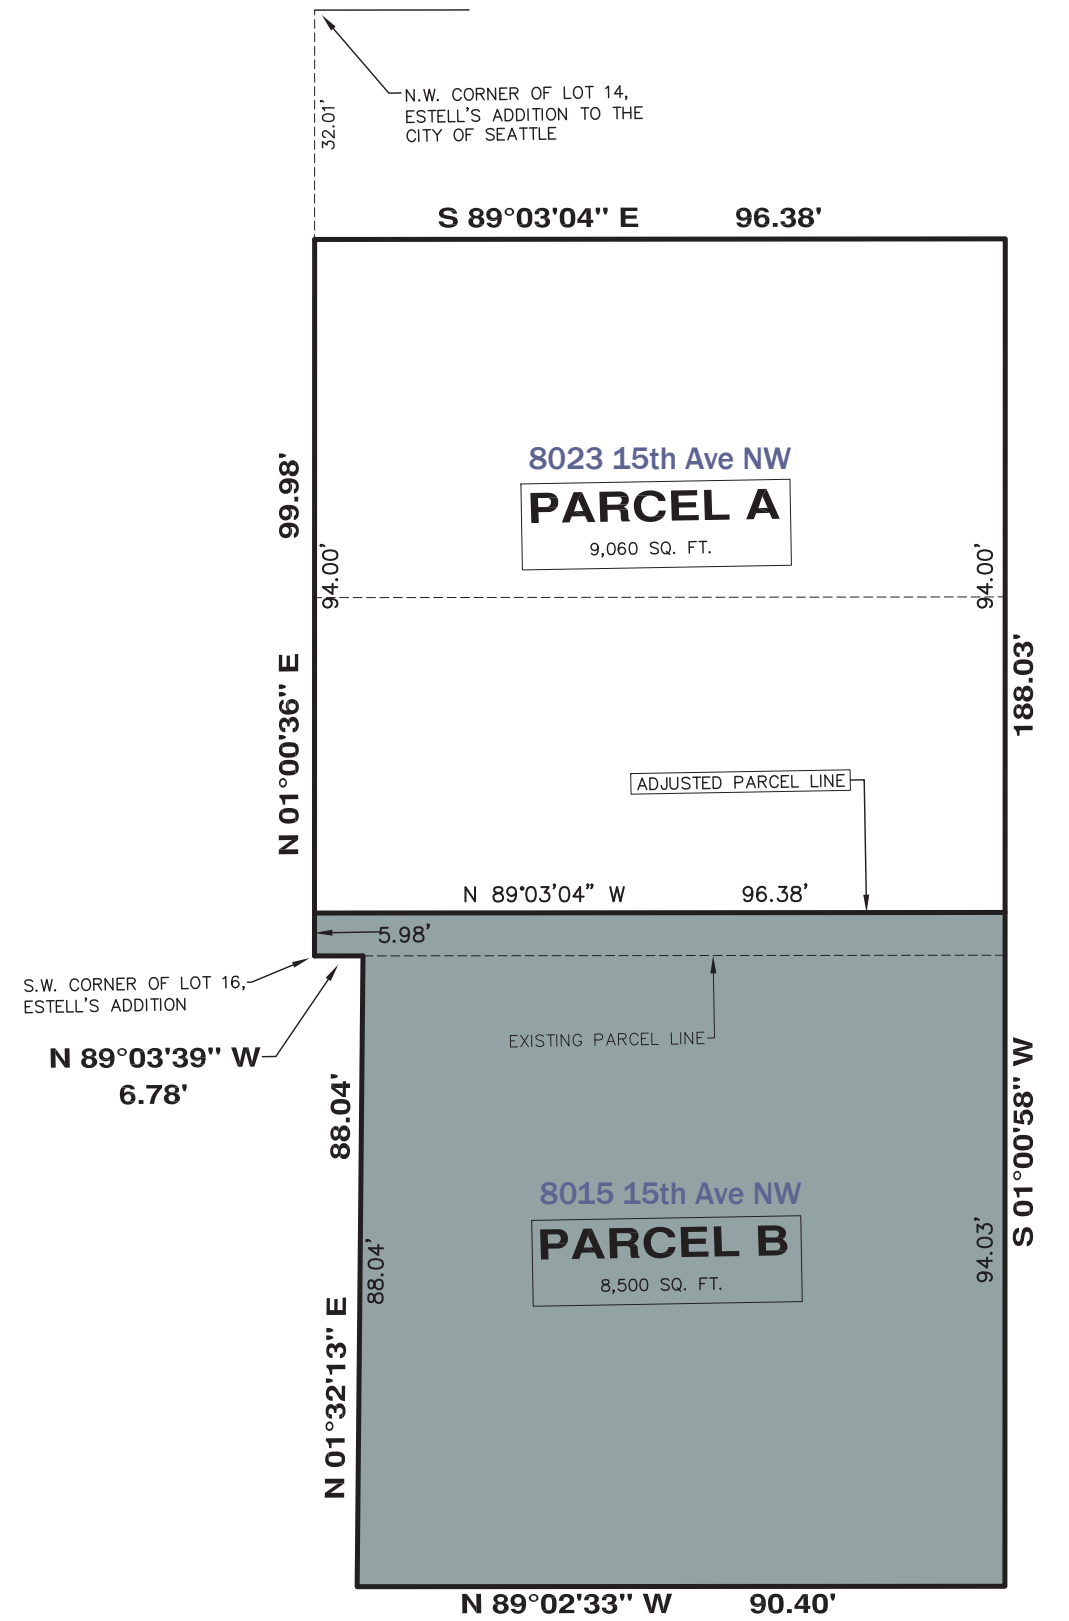 32.01'
N.W. CORNER OF LOT 14,
ESTELL'S ADDITION TO THE
CITY OF SEATTLE
S 89°03'04" E 96.38'
99.98'
N 01°00'36" E
8023 15th Ave NW
PARCEL A
9,060 SQ. FT.
94.00'
94.00'
188.03'
S 01°00'58" W
ADJUSTED PARCEL LINE
N 89°03'04" W 96.38'
5.98'
S.W. CORNER OF LOT 16,
ESTELL'S ADDITION
N 89°03'39" W
6.78'
EXISTING PARCEL LINE
88.04'
N 01°32'13" E
88.04'
8015 15th Ave NW
PARCEL B
8,500 SQ. FT.
94.03'
N 89°02'33" W 90.40'